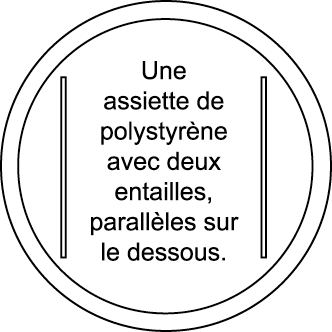 Une
assiette de
polystyrène
avec deux
entailles,
parallèles sur
le dessous.